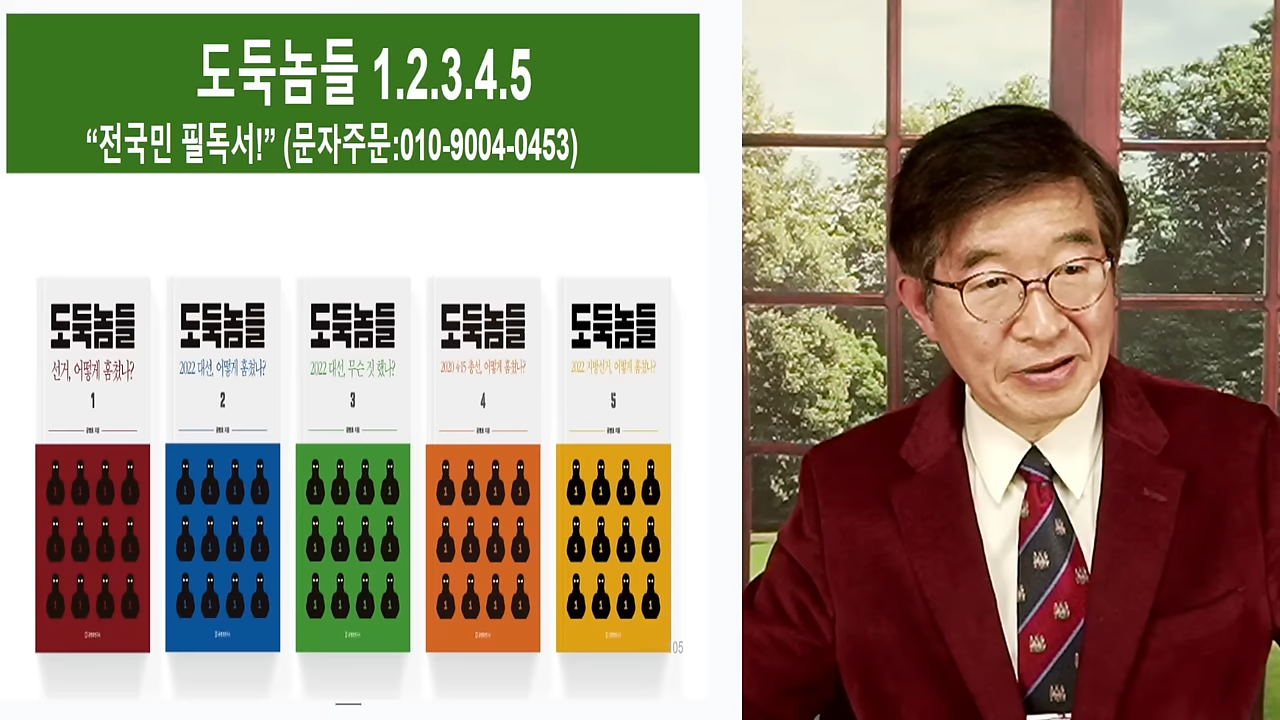 도둑놈들 1.2.3.4.5
“전국민 필독서!” (문자주문:010-9004-0453)
도둑놈들
선거, 어떻게 훔쳤나?
1
도둑놈들
2022 대선, 어떻게 훔쳤나?
2
도둑놈들
2022 대선, 무슨 짓 했나?
3
도둑놈들
2020 4·15 총선, 어떻게 훔쳤나?
4
도둑놈들
2022 지방선거, 어떻게 훔쳤나?
5
05